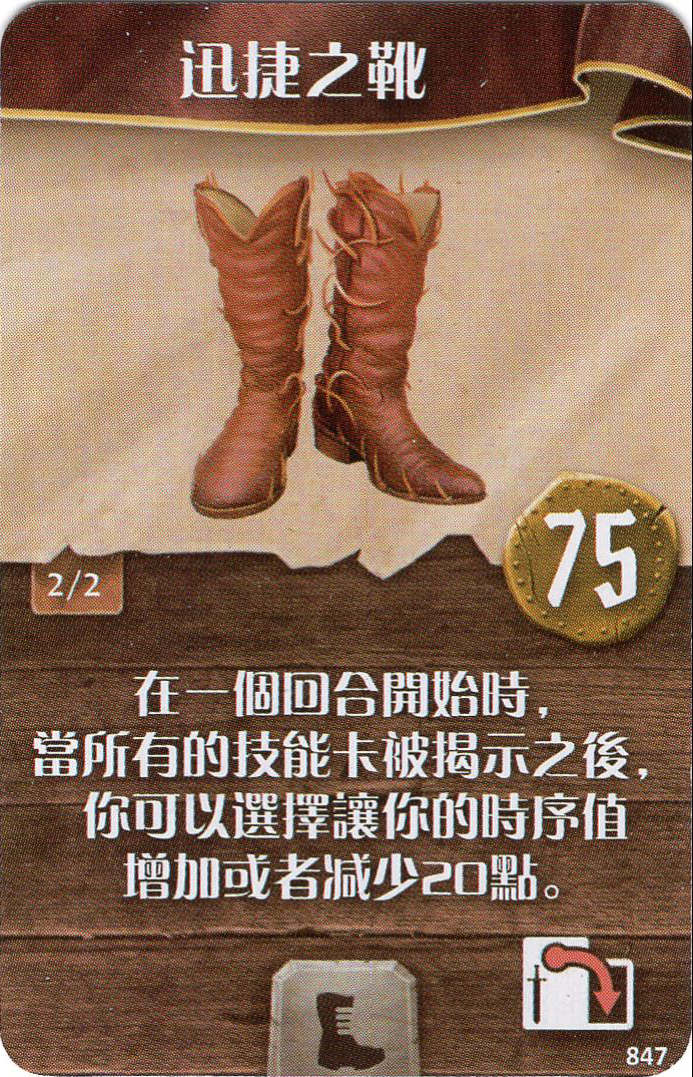 迅捷之靴
75
2/2
在一個回合開始時，
當所有的技能卡被揭示之後，
你可以選擇讓你的時序值
增加或者減少20點。
847